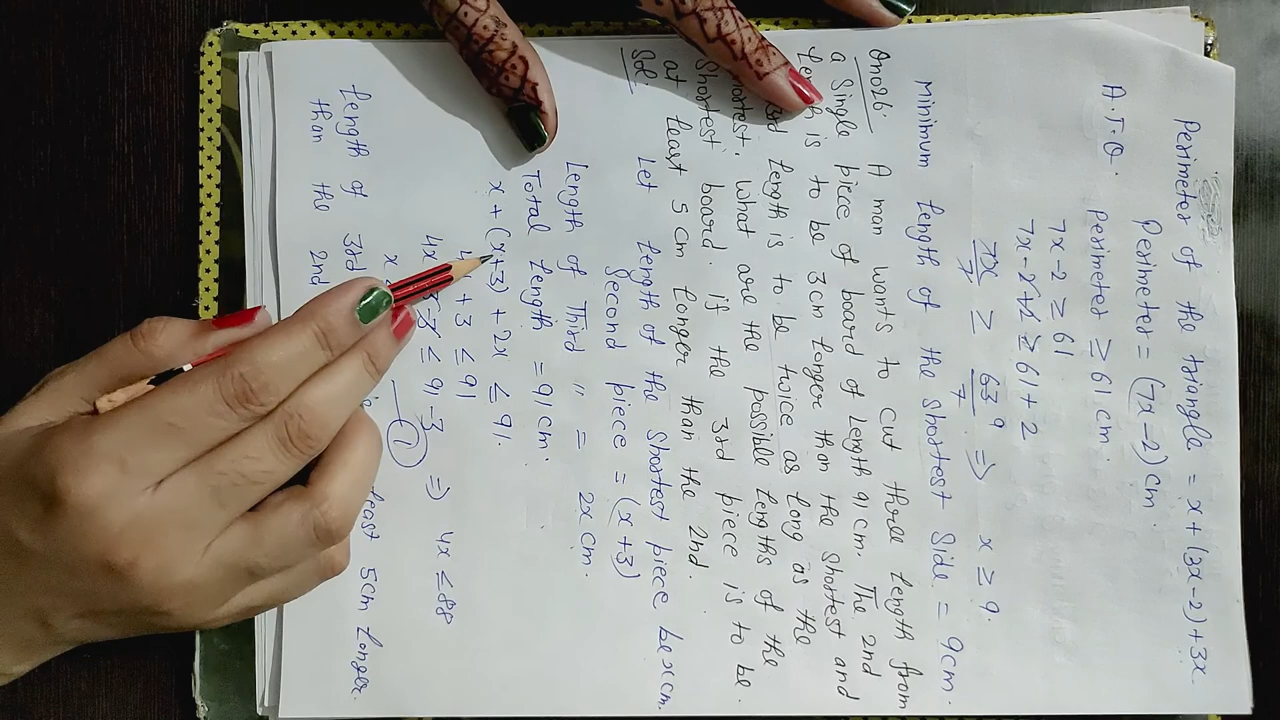 Perimeter of the triangle = x + (3x-2) + 3x
Perimeter = (7x-2) cm.
A.T.Q. Perimeter ≥ 61 cm.
7x-2 ≥ 61
7x-2+2 ≥ 61+2
7x/7 ≥ 63/7 9 => x ≥ 9.
Minimum length of the shortest Side = 9cm.
Qno26. A man wants to cut three length from
a Single piece of board of Length 91 cm. The 2nd
Length is to be 3 cm longer than the shortest and
3rd length is to be twice as long as the
shortest. What are the possible lengths of the
Shortest board. if the 3rd piece is to be
at least 5 cm longer than the 2nd.
Sol: Let length of the shortest piece be x cm.
Second piece = (x+3)
Length of Third " = 2x cm.
Total Length = 91 cm.
x + (x+3) + 2x ≤ 91.
+3 ≤ 91
4x ≤ 91-3 => 4x ≤ 88
x ①
Length of 3rd least 5cm longer.
than the 2nd